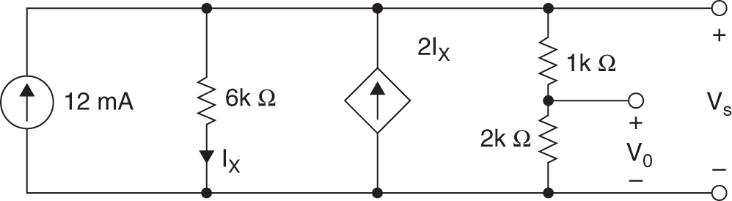 12 mA
6k Ω
I_X
2I_X
1k Ω
2k Ω
+
V_0
–
+
V_s
–